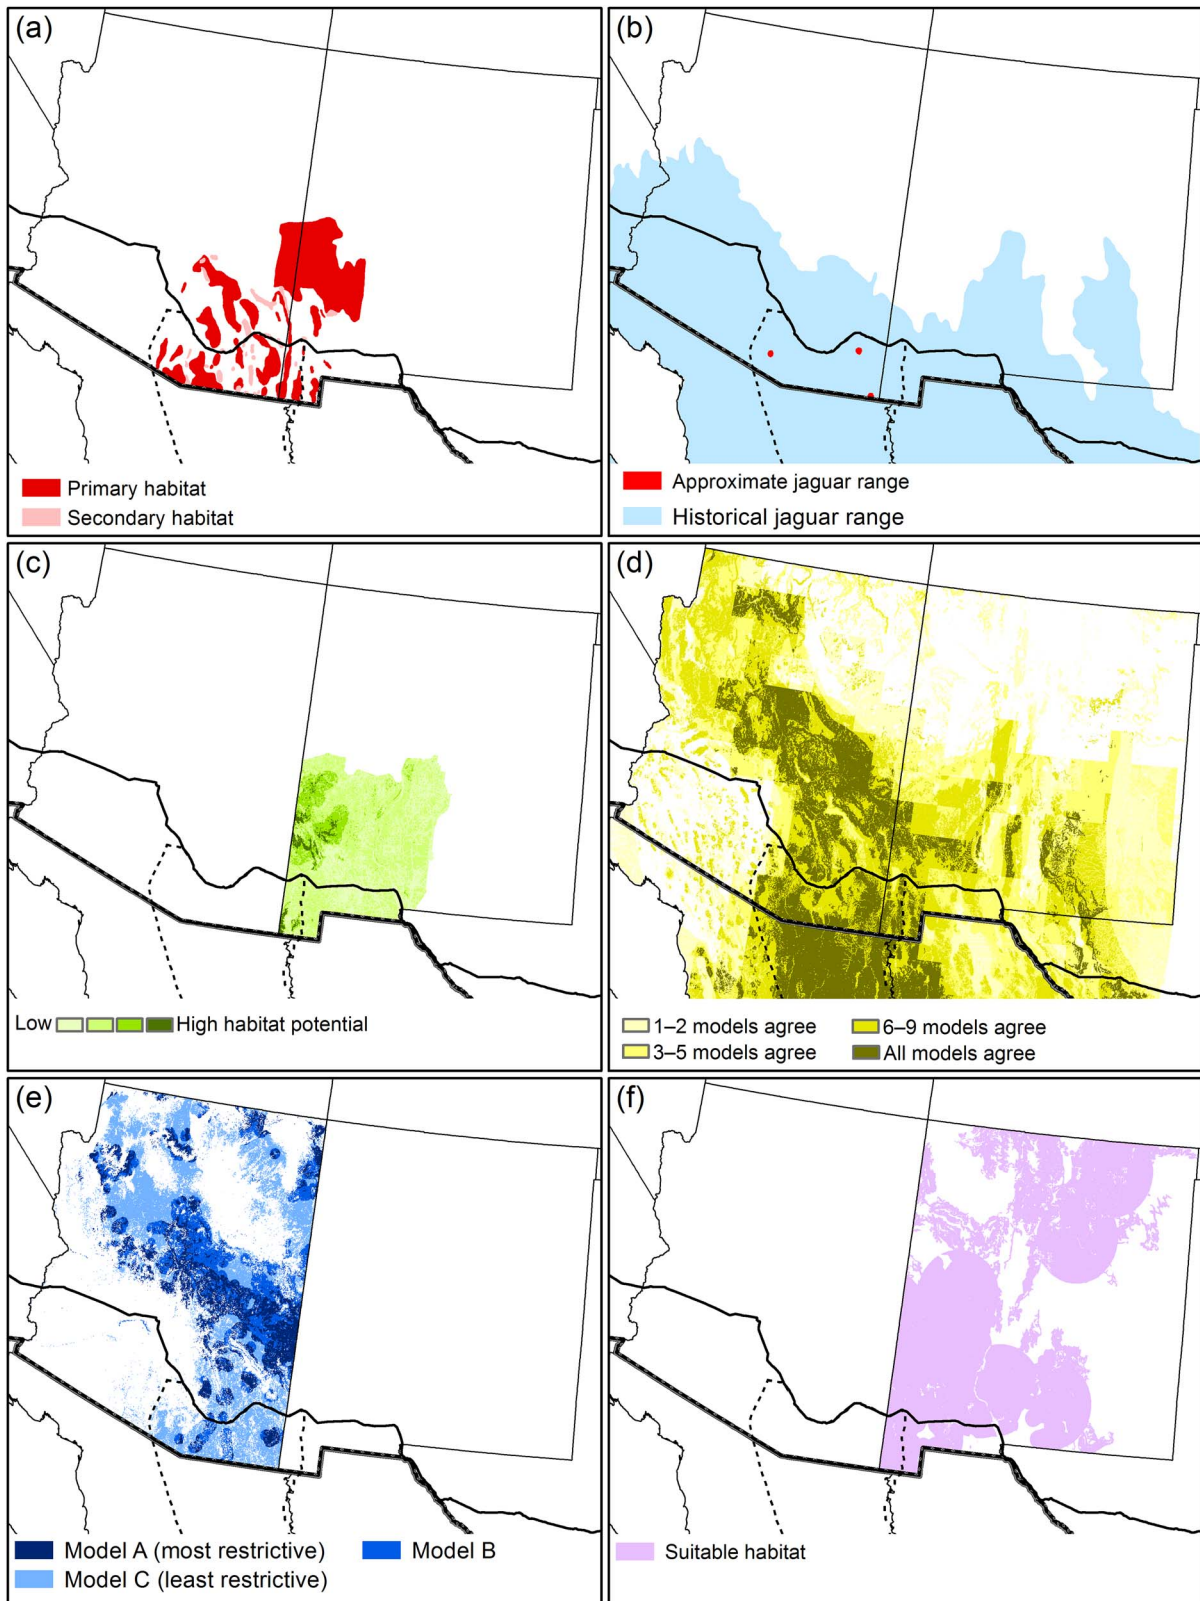 (a)
Primary habitat
Secondary habitat
(b)
Approximate jaguar range
Historical jaguar range
(c)
Low High habitat potential
(d)
1–2 models agree 6–9 models agree
3–5 models agree All models agree
(e)
Model A (most restrictive) Model B
Model C (least restrictive)
(f)
Suitable habitat